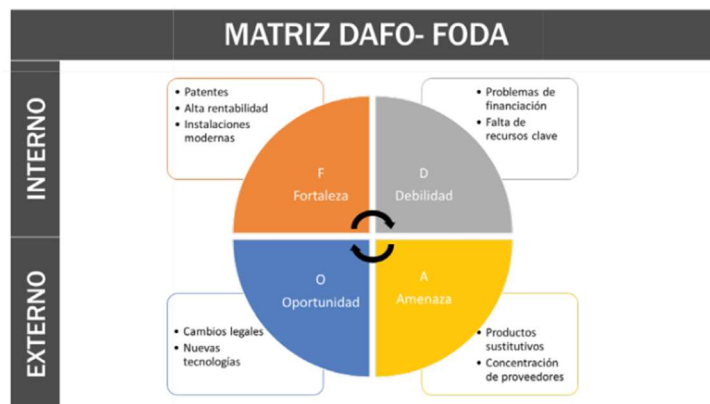 MATRIZ DAFO- FODA
INTERNO
• Patentes
• Alta rentabilidad
• Instalaciones
modernas
• Problemas de
financiación
• Falta de
recursos clave
F
Fortaleza
D
Debilidad
EXTERNO
O
Oportunidad
A
Amenaza
• Cambios legales
• Nuevas
tecnologías
• Productos
sustitutivos
• Concentración
de proveedores